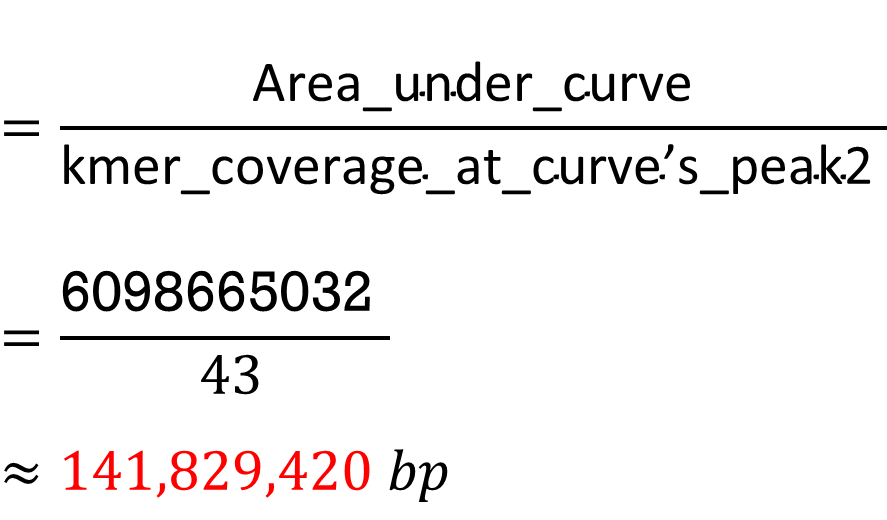 = Area_under_curve
kmer_coverage_at_curve’s_peak2
= 6098665032
43
≈ 141,829,420 bp